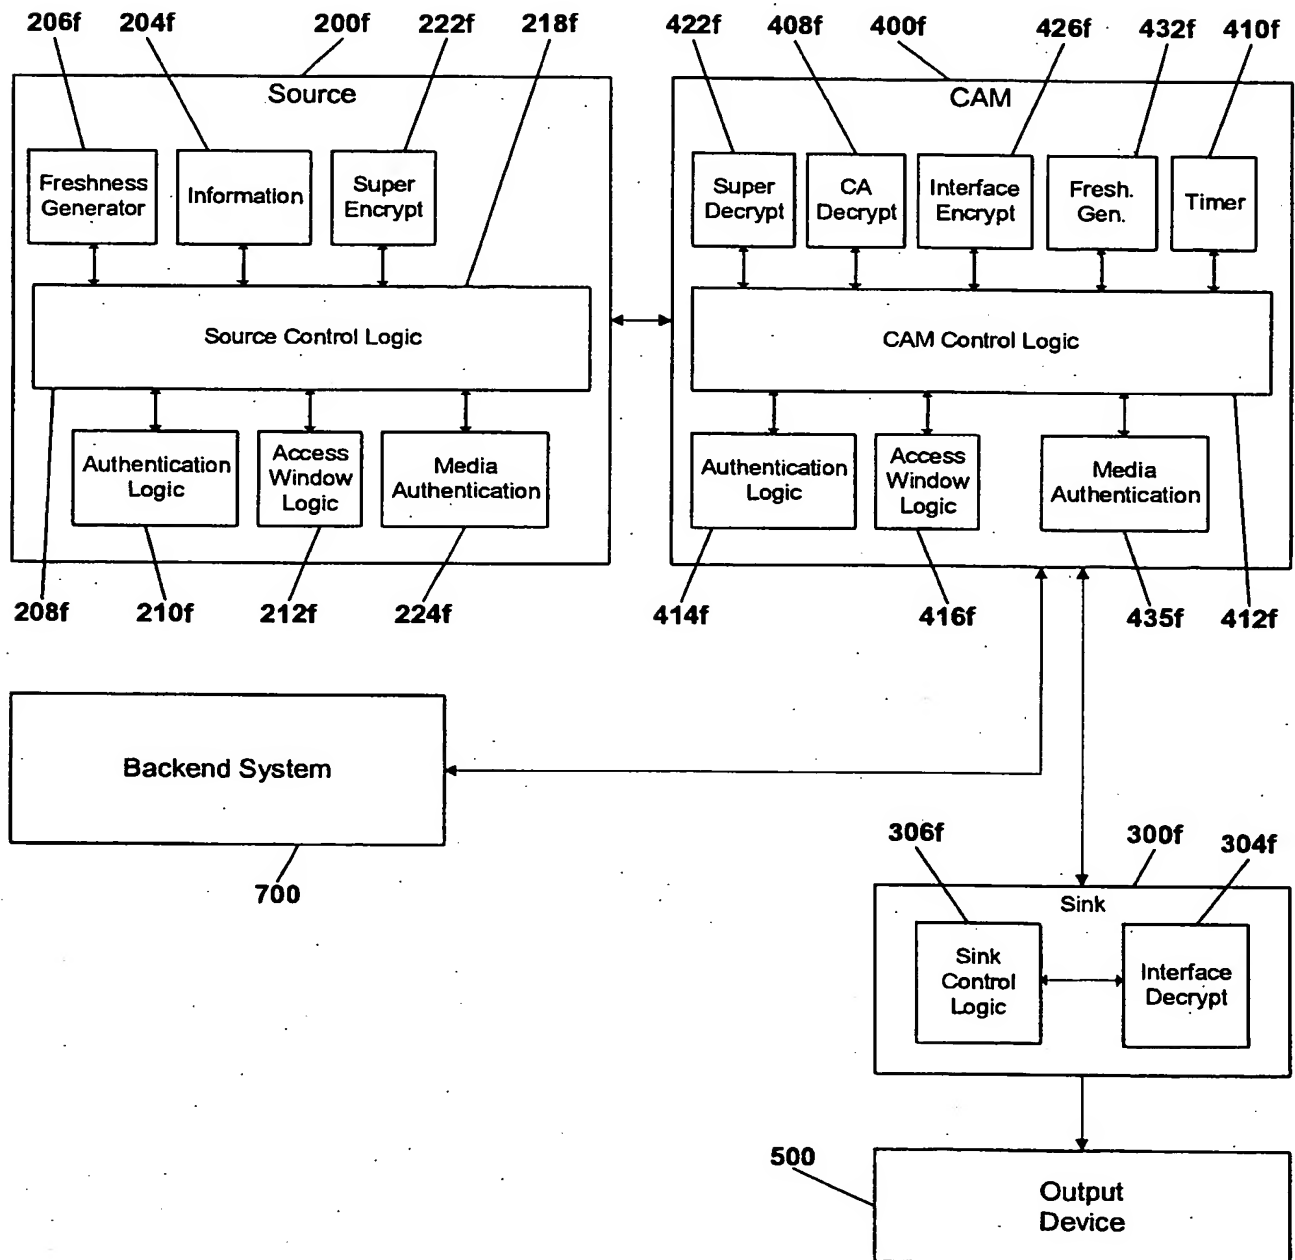 206f 204f 200f 222f 218f 422f 408f 400f 426f 432f 410f
Source
CAM
Freshness
Generator
Information
Super
Encrypt
Super
Decrypt
CA
Decrypt
Interface
Encrypt
Fresh.
Gen.
Timer
Source Control Logic
CAM Control Logic
Authentication
Logic
Access
Window
Logic
Media
Authentication
Authentication
Logic
Access
Window
Logic
Media
Authentication
208f 210f 212f 224f 414f 416f 435f 412f
Backend System
700
306f 300f 304f
Sink
Sink
Control
Logic
Interface
Decrypt
500
Output
Device